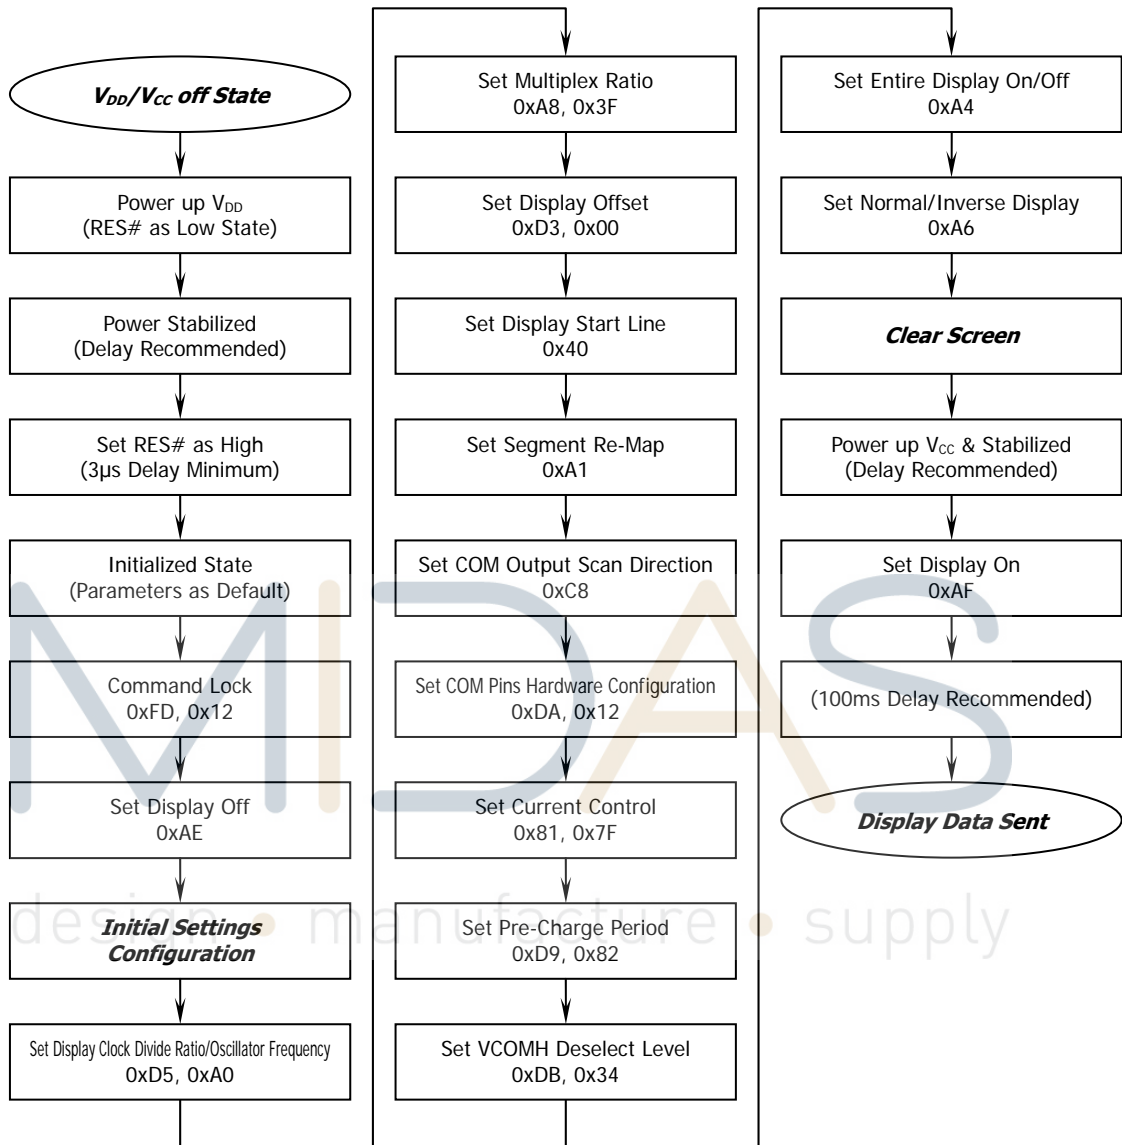 V_DD/V_CC off State
Power up V_DD
(RES# as Low State)
Power Stabilized
(Delay Recommended)
Set RES# as High
(3μs Delay Minimum)
Initialized State
(Parameters as Default)
Command Lock
0xFD, 0x12
Set Display Off
0xAE
Initial Settings
Configuration
Set Display Clock Divide Ratio/Oscillator Frequency
0xD5, 0xA0
Set Multiplex Ratio
0xA8, 0x3F
Set Display Offset
0xD3, 0x00
Set Display Start Line
0x40
Set Segment Re-Map
0xA1
Set COM Output Scan Direction
0xC8
Set COM Pins Hardware Configuration
0xDA, 0x12
Set Current Control
0x81, 0x7F
Set Pre-Charge Period
0xD9, 0x82
Set VCOMH Deselect Level
0xDB, 0x34
Set Entire Display On/Off
0xA4
Set Normal/Inverse Display
0xA6
Clear Screen
Power up V_CC & Stabilized
(Delay Recommended)
Set Display On
0xAF
(100ms Delay Recommended)
Display Data Sent
MIDAS
design • manufacture • supply